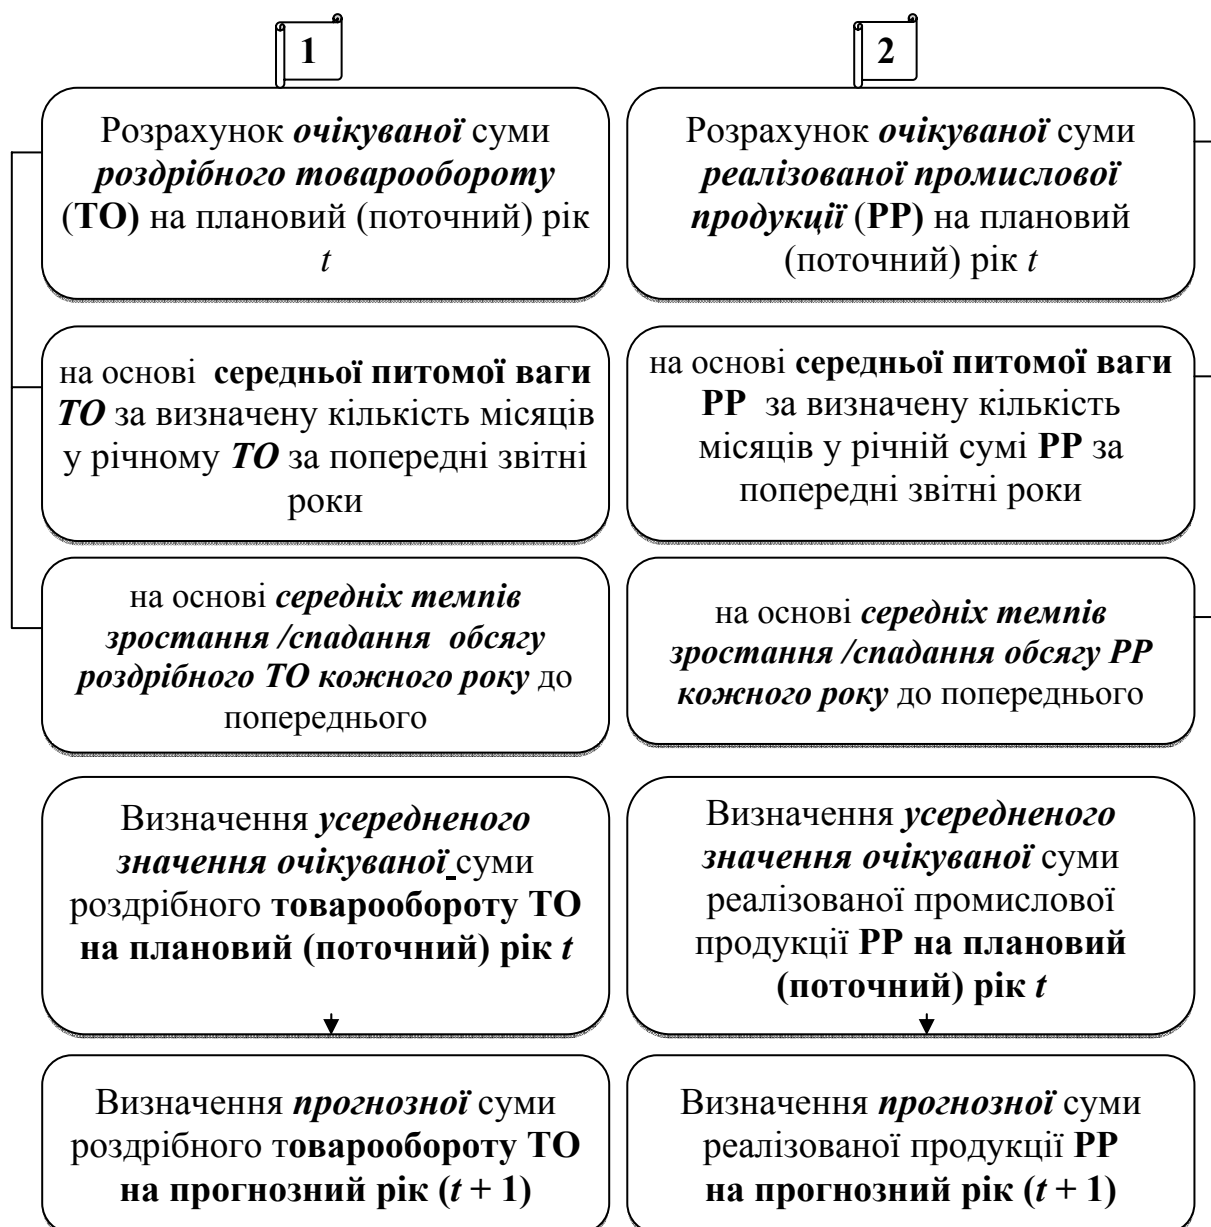 1
Розрахунок очікуваної суми
роздрібного товарообороту
(ТО) на плановий (поточний) рік
t
на основі середньої питомої ваги
ТО за визначену кількість місяців
у річному ТО за попередні звітні
роки
на основі середніх темпів
зростання /спадання обсягу
роздрібного ТО кожного року до
попереднього
Визначення усередненого
значення очікуваної суми
роздрібного товарообороту ТО
на плановий (поточний) рік t
Визначення прогнозної суми
роздрібного товарообороту ТО
на прогнозний рік (t + 1)
2
Розрахунок очікуваної суми
реалізованої промислової
продукції (РР) на плановий
(поточний) рік t
на основі середньої питомої ваги
РР за визначену кількість
місяців у річній сумі РР за
попередні звітні роки
на основі середніх темпів
зростання /спадання обсягу РР
кожного року до попереднього
Визначення усередненого
значення очікуваної суми
реалізованої промислової
продукції РР на плановий
(поточний) рік t
Визначення прогнозної суми
реалізованої продукції РР
на прогнозний рік (t + 1)